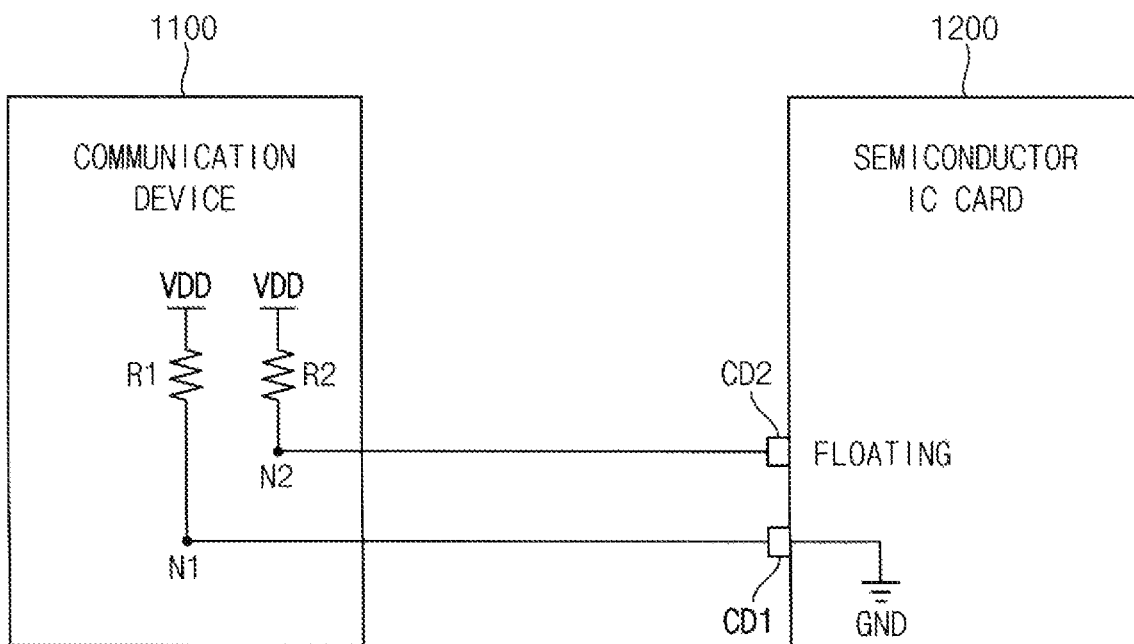 1100
1200
COMMUNICATION
DEVICE
SEMICONDUCTOR
IC CARD
VDD
VDD
R1
R2
CD2
N2
FLOATING
N1
CD1
GND